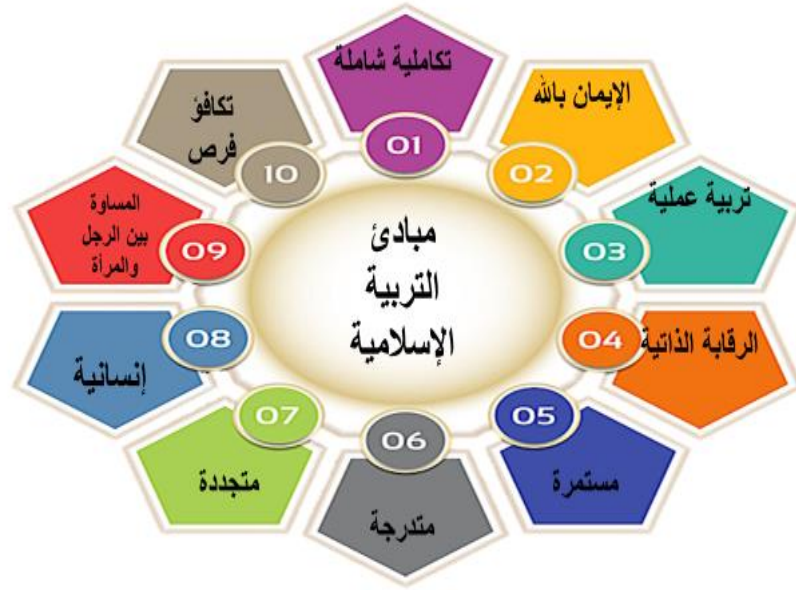 مبادئ
التربية
الإسلامية
01
تكاملية شاملة
02
الإيمان بالله
03
تربية عملية
04
الرقابة الذاتية
05
مستمرة
06
متدرجة
07
متجددة
08
إنسانية
09
المساوة
بين الرجل
والمرأة
10
تكافؤ
فرص